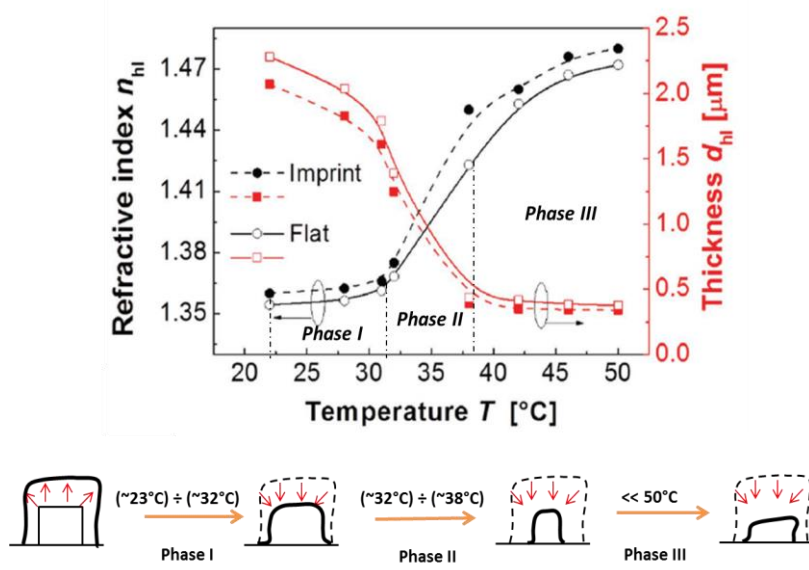 Refractive index n_hl
1.47
1.44
1.41
1.38
1.35
Imprint
Flat
Phase I
Phase II
Phase III
2.5
2.0
1.5
1.0
0.5
0.0
Thickness d_hl [μm]
20 25 30 35 40 45 50
Temperature T [°C]
(~23°C) ÷ (~32°C)
Phase I
(~32°C) ÷ (~38°C)
Phase II
<< 50°C
Phase III